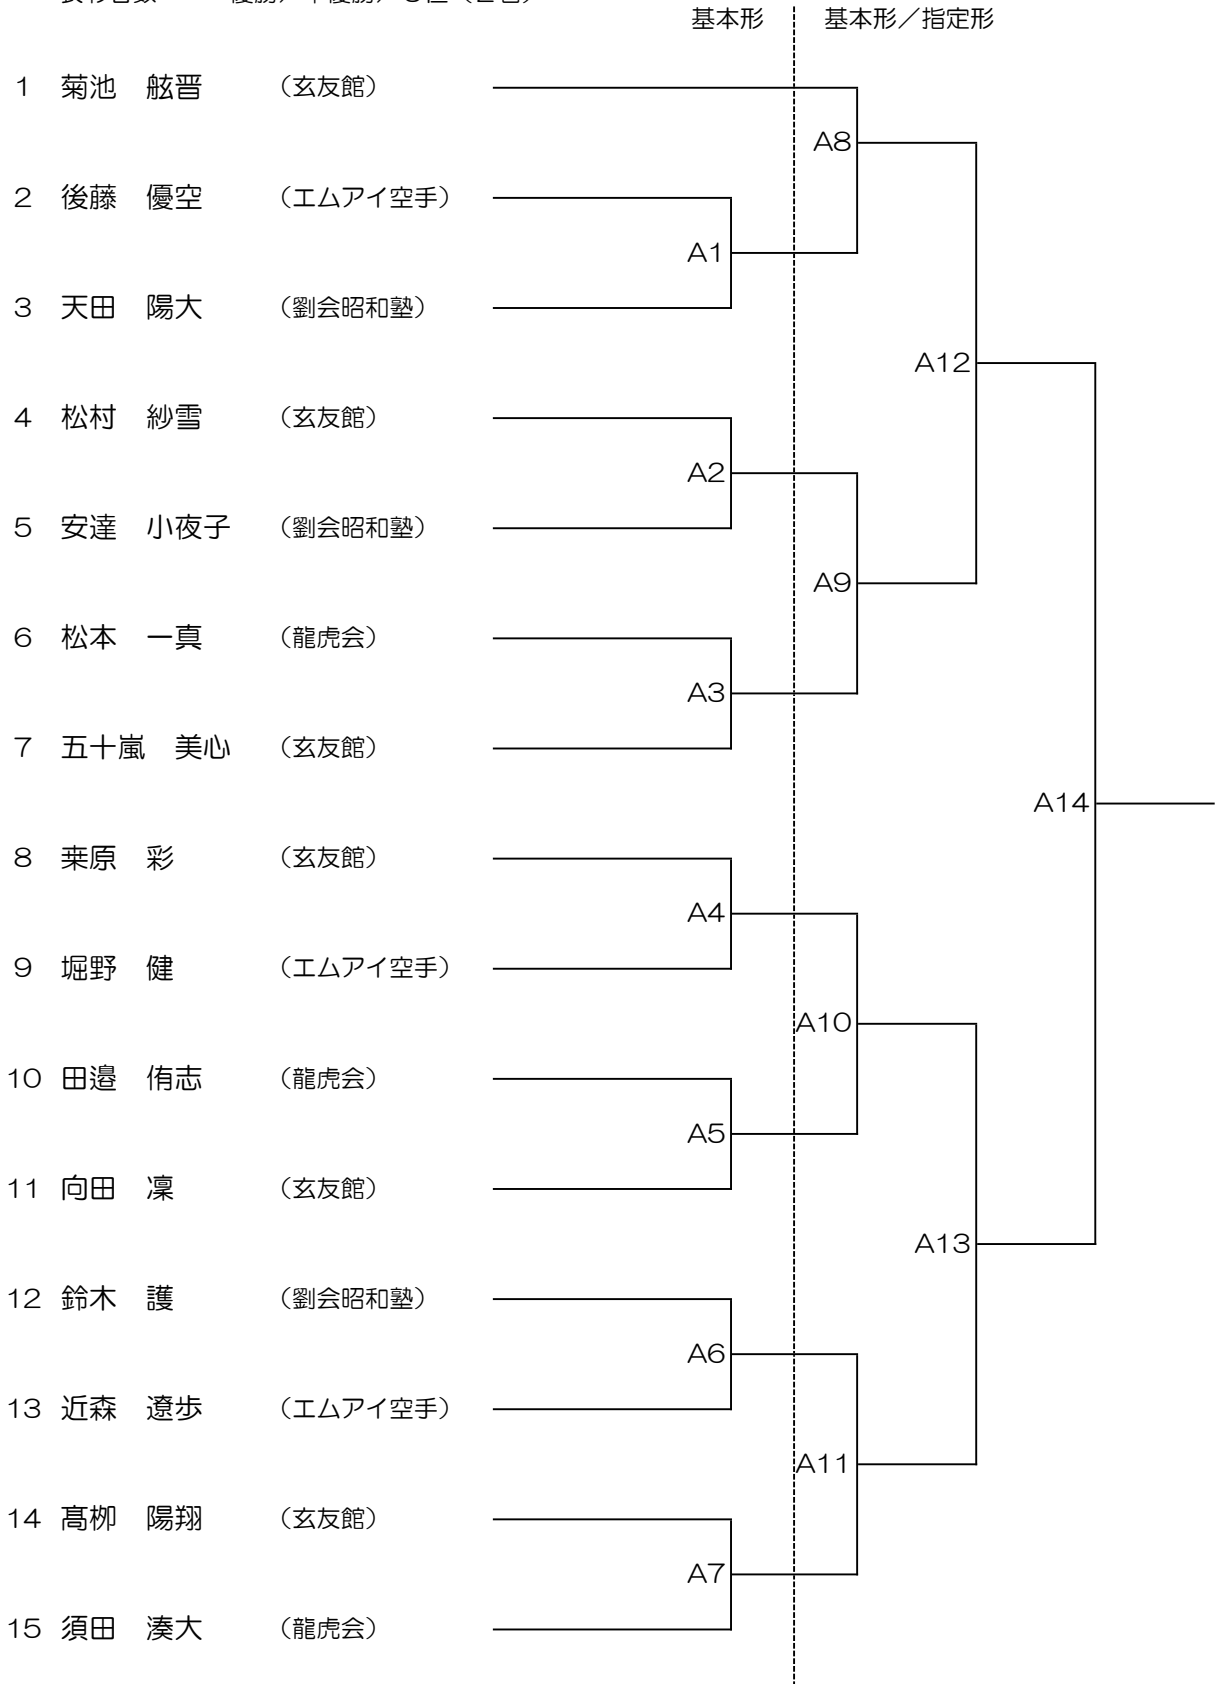 基本形 基本形／指定形
1 菊池 舷晋 （玄友館）
A8
2 後藤 優空 （エムアイ空手）
A1
3 天田 陽大 （劉会昭和塾）
A12
4 松村 紗雪 （玄友館）
A2
5 安達 小夜子 （劉会昭和塾）
A9
6 松本 一真 （龍虎会）
A3
7 五十嵐 美心 （玄友館）
A14
8 桒原 彩 （玄友館）
A4
9 堀野 健 （エムアイ空手）
A10
10 田邉 侑志 （龍虎会）
A5
11 向田 凜 （玄友館）
A13
12 鈴木 護 （劉会昭和塾）
A6
13 近森 遼歩 （エムアイ空手）
A11
14 髙栁 陽翔 （玄友館）
A7
15 須田 湊大 （龍虎会）